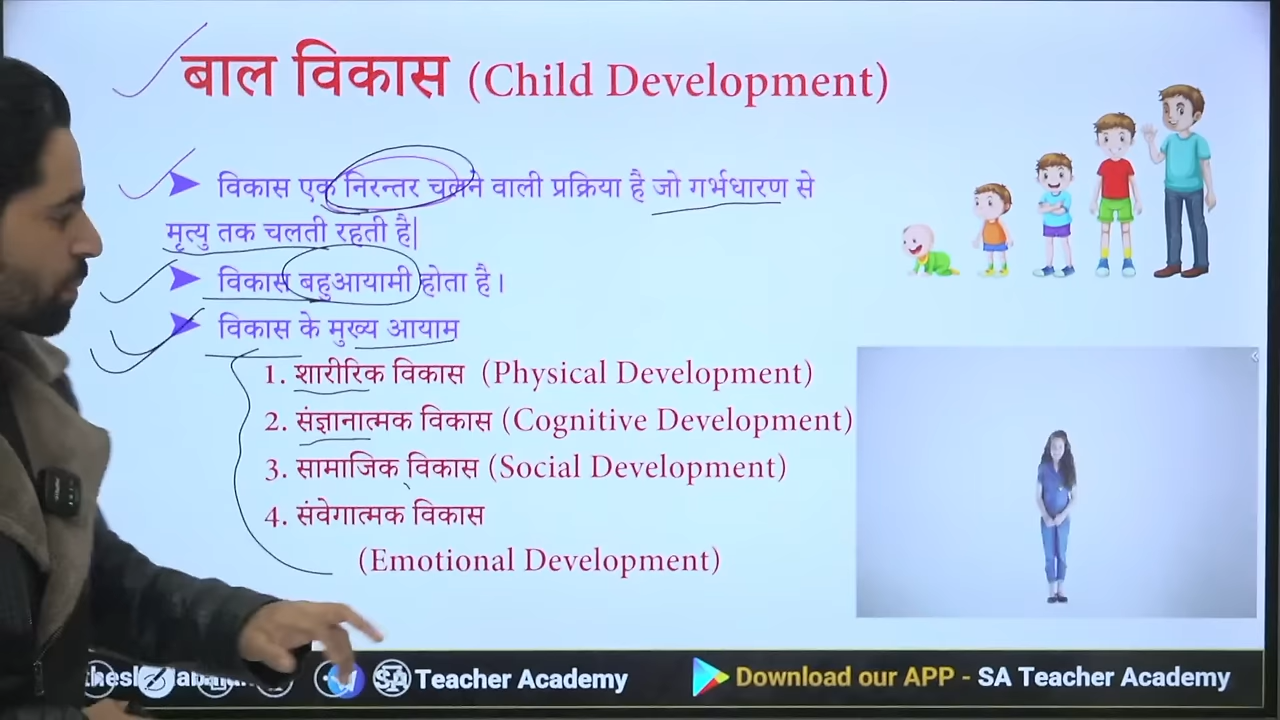 बाल विकास (Child Development)
➤ विकास एक निरन्तर चलने वाली प्रक्रिया है जो गर्भधारण से
मृत्यु तक चलती रहती है|
➤ विकास बहुआयामी होता है।
➤ विकास के मुख्य आयाम
1. शारीरिक विकास (Physical Development)
2. संज्ञानात्मक विकास (Cognitive Development)
3. सामाजिक विकास (Social Development)
4. संवेगात्मक विकास
(Emotional Development)
SA Teacher Academy
Download our APP - SA Teacher Academy